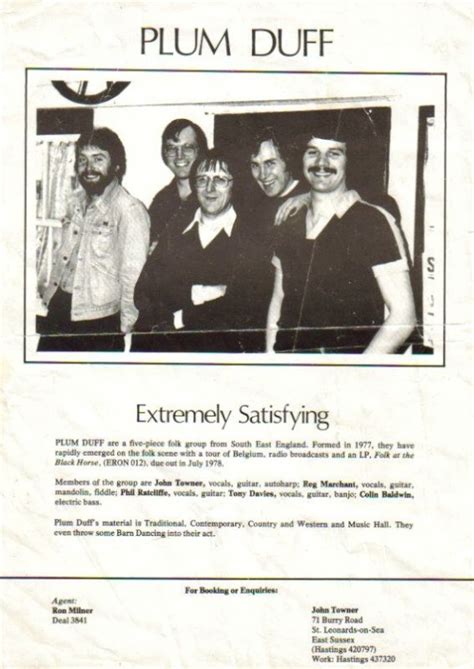 PLUM DUFF
Extremely Satisfying
PLUM DUFF are a five-piece folk group from South East England. Formed in 1977, they have
rapidly emerged on the folk scene with a tour of Belgium, radio broadcasts and an LP, Folk at the
Black Horse, (ERON 012), due out in July 1978.
Members of the group are John Towner, vocals, guitar, autoharp; Reg Marchant, vocals, guitar,
mandolin, fiddle; Phil Ratcliffe, vocals, guitar; Tony Davies, vocals, guitar, banjo; Colin Baldwin,
electric bass.
Plum Duff's material is Traditional, Contemporary, Country and Western and Music Hall. They
even throw some Barn Dancing into their act.
For Booking or Enquiries:
Agent:
Ron Milner
Deal 3841
John Towner
71 Burry Road
St. Leonards-on-Sea
East Sussex
(Hastings 420797)
Work: Hastings 437320